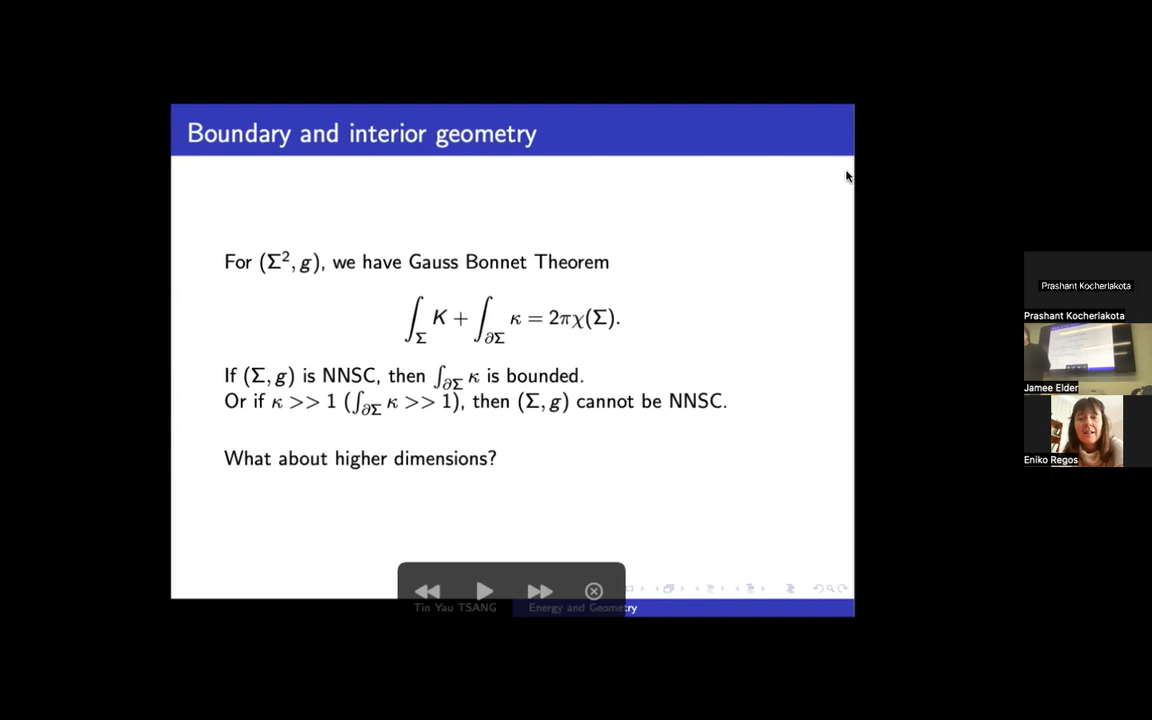 Boundary and interior geometry
For (Σ², g), we have Gauss Bonnet Theorem
∫_Σ K + ∫_∂Σ κ = 2πχ(Σ).
If (Σ, g) is NNSC, then ∫_∂Σ κ is bounded.
Or if κ >> 1 (∫_∂Σ κ >> 1), then (Σ, g) cannot be NNSC.
What about higher dimensions?
Tin Yau TSANG
Energy and Geometry
Prashant Kocherlakota
Prashant Kocherlakota
Jamee Elder
Eniko Regos